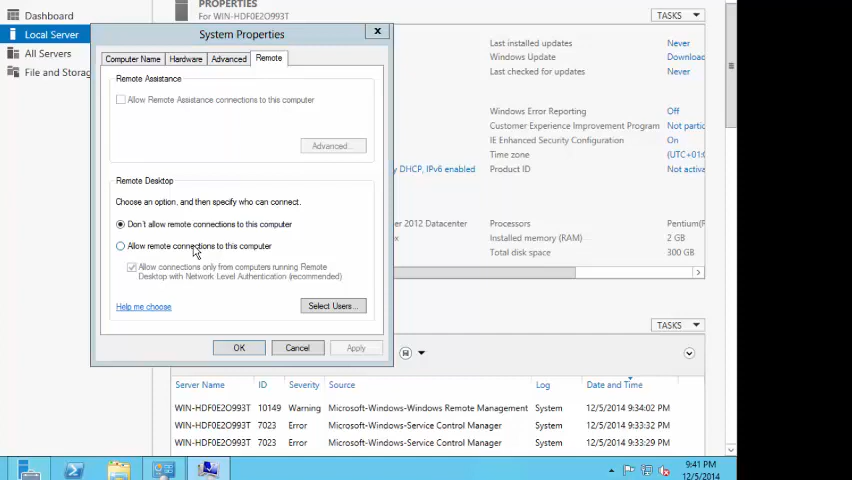 PROPERTIES
For WIN-HDF0E2O993T
TASKS
Dashboard
Local Server
All Servers
File and Storag
System Properties
x
Computer Name
Hardware
Advanced
Remote
Remote Assistance
Allow Remote Assistance connections to this computer
Advanced...
Remote Desktop
Choose an option, and then specify who can connect.
Don't allow remote connections to this computer
Allow remote connections to this computer
Allow connections only from computers running Remote
Desktop with Network Level Authentication (recommended)
Help me choose
Select Users...
OK
Cancel
Apply
Last installed updates Never
Windows Update Download
Last checked for updates Never
Windows Error Reporting Off
Customer Experience Improvement Program Not partic
IE Enhanced Security Configuration On
Time zone (UTC+01:0
y DHCP, IPv6 enabled
Product ID Not activa
er 2012 Datacenter
Processors Pentium(R)
Installed memory (RAM) 2 GB
Total disk space 300 GB
TASKS
Server Name ID Severity Source Log Date and Time
WIN-HDF0E2O993T 10149 Warning Microsoft-Windows-Windows Remote Management System 12/5/2014 9:34:02 PM
WIN-HDF0E2O993T 7023 Error Microsoft-Windows-Service Control Manager System 12/5/2014 9:33:32 PM
WIN-HDF0E2O993T 7023 Error Microsoft-Windows-Service Control Manager System 12/5/2014 9:33:29 PM
9:41 PM
12/5/2014